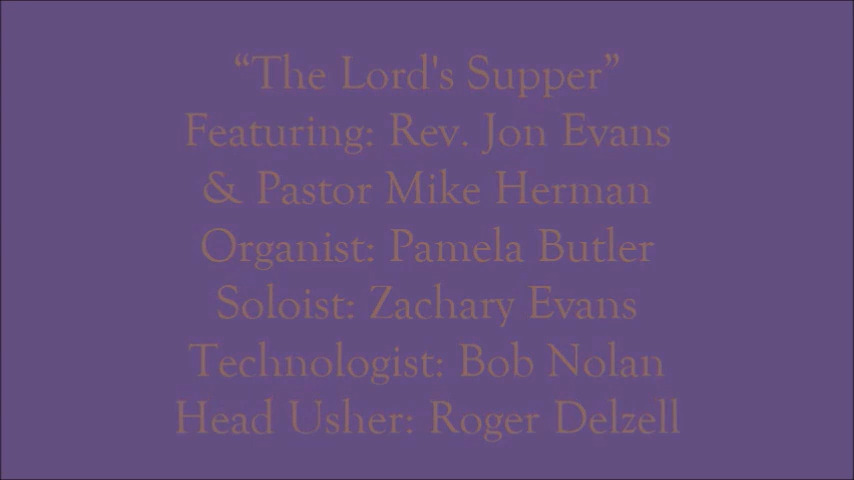 “The Lord's Supper”
Featuring: Rev. Jon Evans
& Pastor Mike Herman
Organist: Pamela Butler
Soloist: Zachary Evans
Technologist: Bob Nolan
Head Usher: Roger Delzell